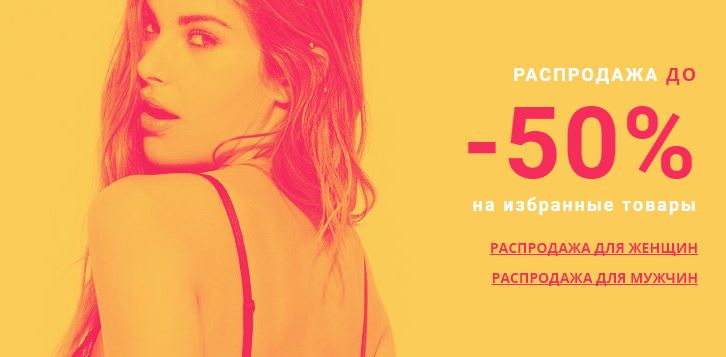 РАСПРОДАЖА ДО
-50%
на избранные товары
РАСПРОДАЖА ДЛЯ ЖЕНЩИН
РАСПРОДАЖА ДЛЯ МУЖЧИН